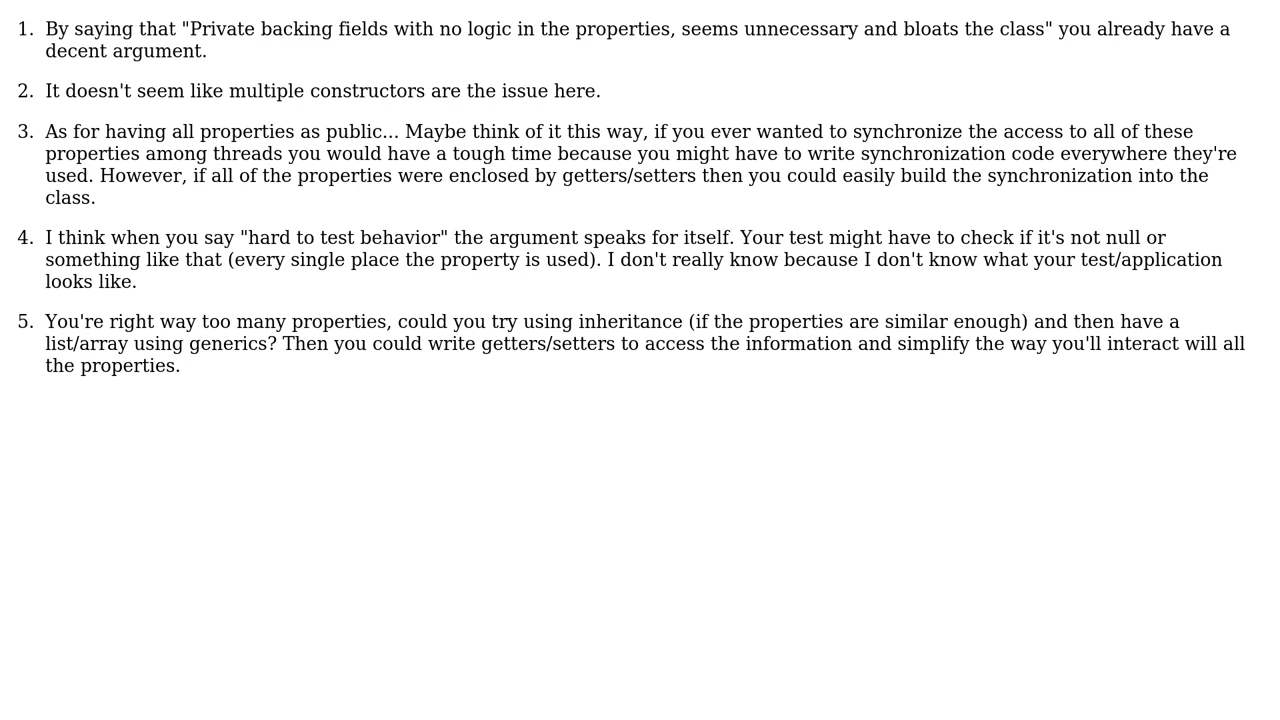 1. By saying that "Private backing fields with no logic in the properties, seems unnecessary and bloats the class" you already have a
decent argument.
2. It doesn't seem like multiple constructors are the issue here.
3. As for having all properties as public... Maybe think of it this way, if you ever wanted to synchronize the access to all of these
properties among threads you would have a tough time because you might have to write synchronization code everywhere they're
used. However, if all of the properties were enclosed by getters/setters then you could easily build the synchronization into the
class.
4. I think when you say "hard to test behavior" the argument speaks for itself. Your test might have to check if it's not null or
something like that (every single place the property is used). I don't really know because I don't know what your test/application
looks like.
5. You're right way too many properties, could you try using inheritance (if the properties are similar enough) and then have a
list/array using generics? Then you could write getters/setters to access the information and simplify the way you'll interact will all
the properties.